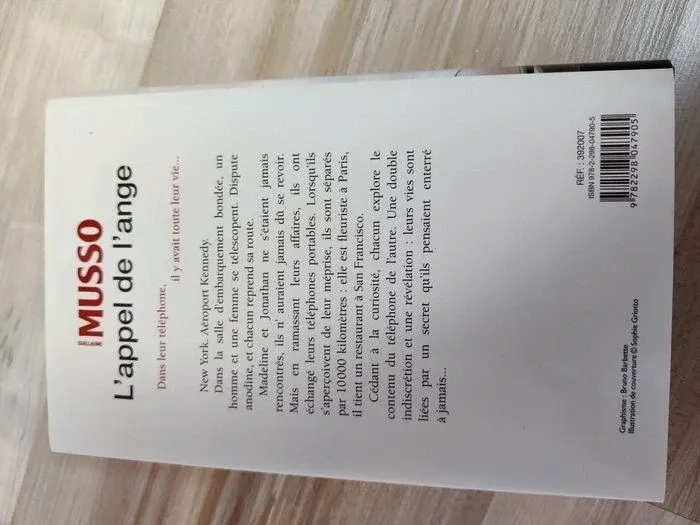 GUILLAUME
MUSSO
L'appel de l'ange
Dans leur téléphone,
il y avait toute leur vie...
New York. Aéroport Kennedy.
Dans la salle d'embarquement bondée, un
homme et une femme se télescopent. Dispute
anodine, et chacun reprend sa route.
Madeline et Jonathan ne s'étaient jamais
rencontrés, ils n' auraient jamais dû se revoir.
Mais en ramassant leurs affaires, ils ont
échangé leurs téléphones portables. Lorsqu'ils
s'aperçoivent de leur méprise, ils sont séparés
par 10000 kilomètres : elle est fleuriste à Paris,
il tient un restaurant à San Francisco.
Cédant à la curiosité, chacun explore le
contenu du téléphone de l'autre. Une double
indiscrétion et une révélation : leurs vies sont
liées par un secret qu'ils pensaient enterré
à jamais...
Graphisme : Bruno Barbette
Illustration de couverture © Sophie Griotto
RÉF. : 392007
ISBN 978-2-298-04790-5
9 782298 047905